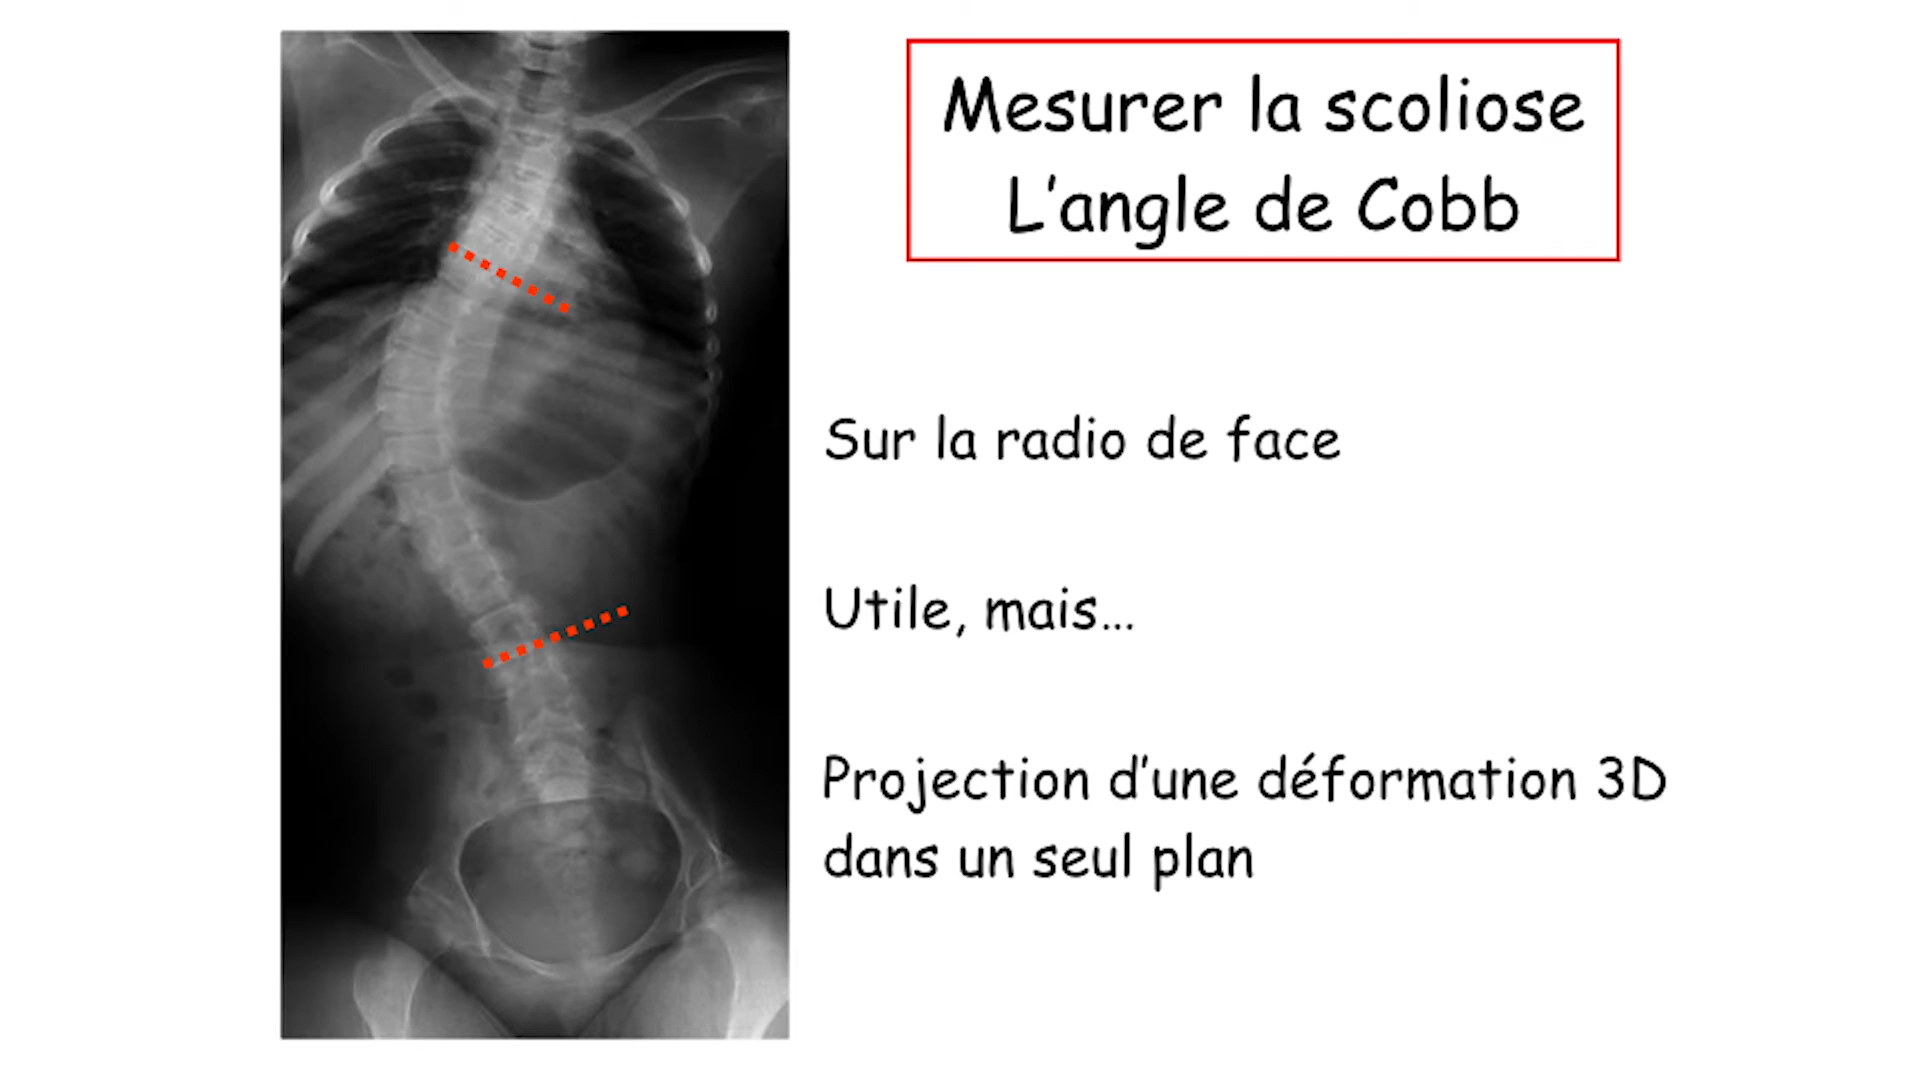 Mesurer la scoliose
L'angle de Cobb
Sur la radio de face
Utile, mais...
Projection d'une déformation 3D
dans un seul plan